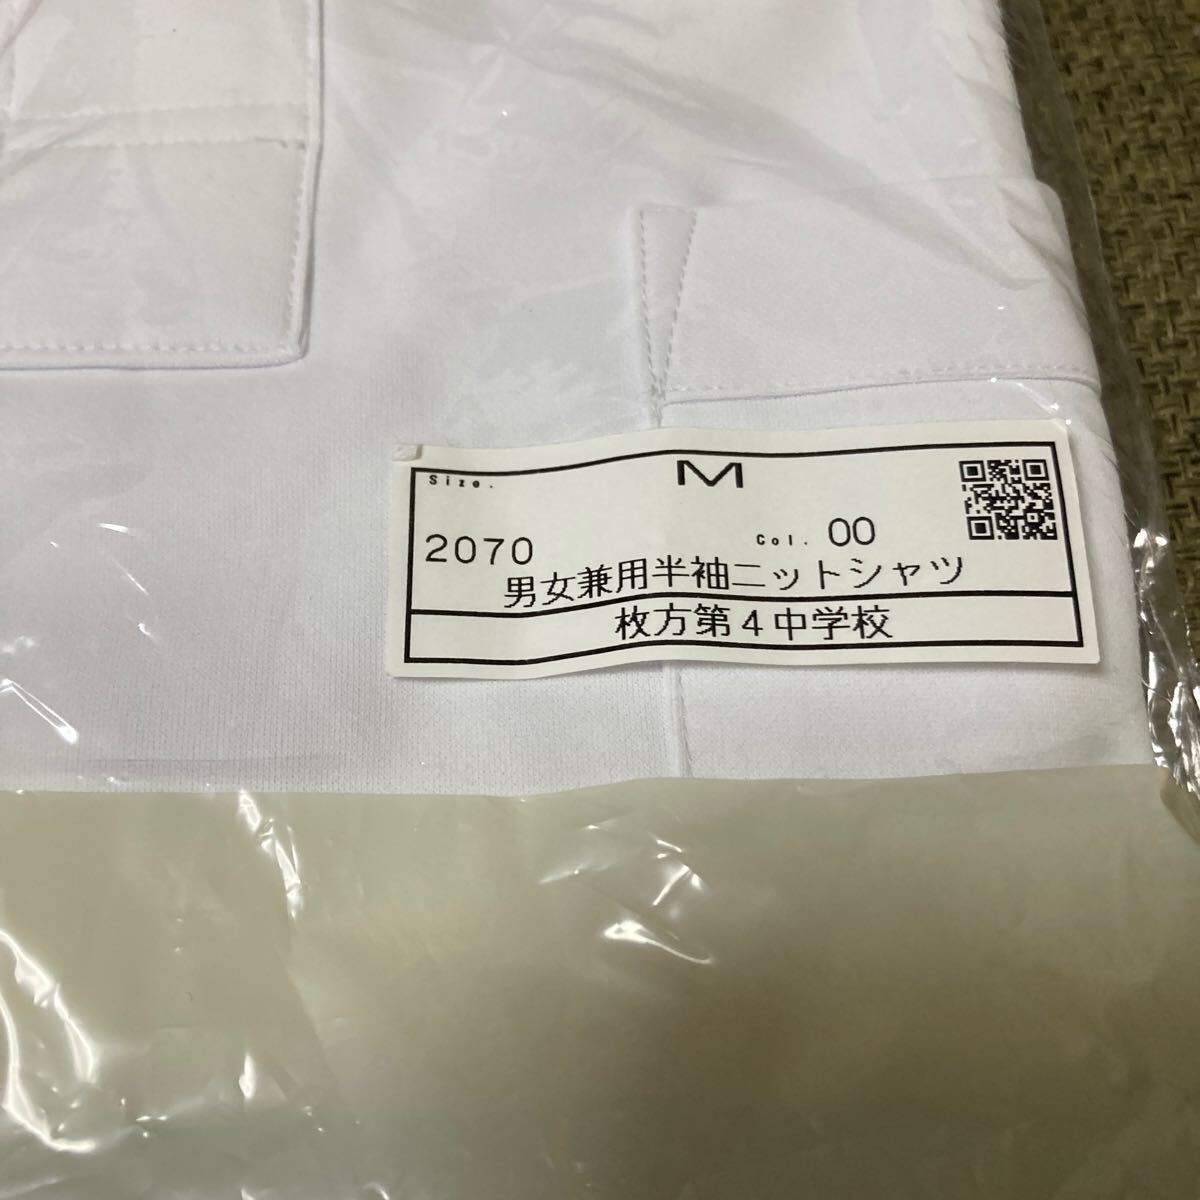 Size. M
2070 Col. 00
男女兼用半袖ニットシャツ
枚方第4中学校